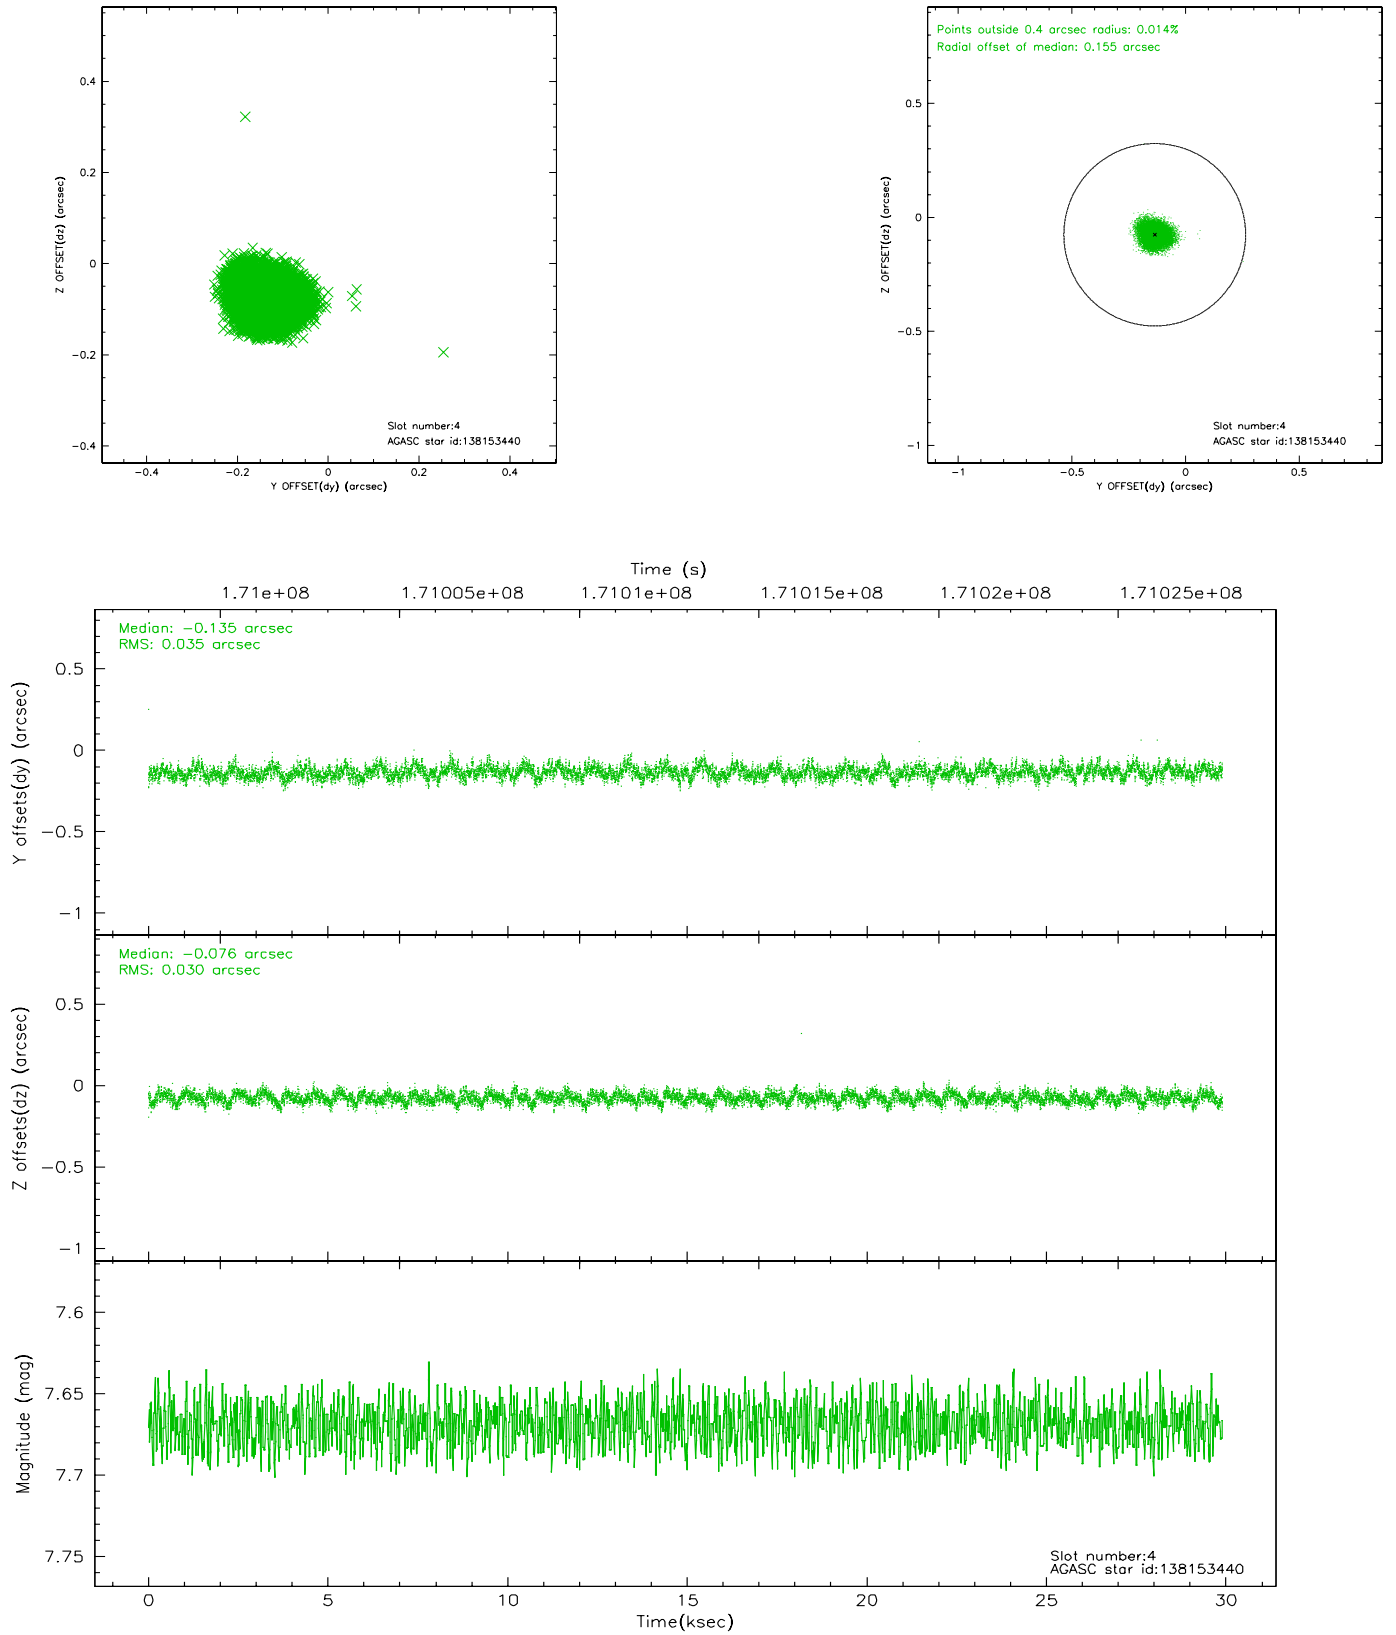 0.4
0.2
0
−0.2
−0.4
Z OFFSET(dz) (arcsec)
Slot number:4
AGASC star id:138153440
−0.4 −0.2 0 0.2 0.4
Y OFFSET(dy) (arcsec)
Points outside 0.4 arcsec radius: 0.014%
Radial offset of median: 0.155 arcsec
0.5
0
−0.5
−1
Z OFFSET(dz) (arcsec)
Slot number:4
AGASC star id:138153440
−1 −0.5 0 0.5
Y OFFSET(dy) (arcsec)
Time (s)
1.71e+08 1.71005e+08 1.7101e+08 1.71015e+08 1.7102e+08 1.71025e+08
Median: −0.135 arcsec
RMS: 0.035 arcsec
0.5
0
−0.5
−1
Y offsets(dy) (arcsec)
Median: −0.076 arcsec
RMS: 0.030 arcsec
0.5
0
−0.5
−1
Z offsets(dz) (arcsec)
7.6
7.65
7.7
7.75
Magnitude (mag)
Slot number:4
AGASC star id:138153440
0 5 10 15 20 25 30
Time(ksec)